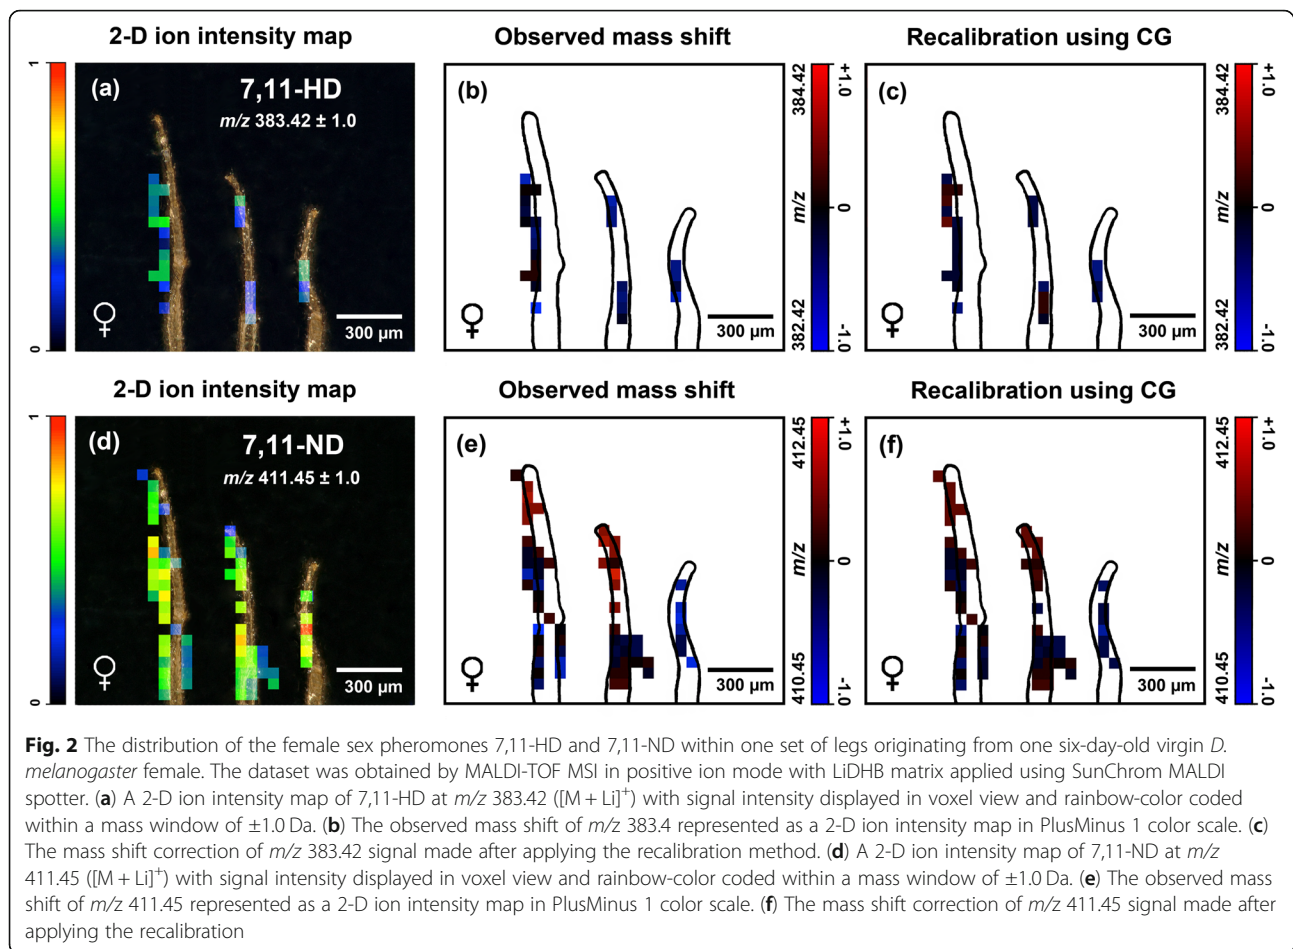 2-D ion intensity map
Observed mass shift
Recalibration using CG
1
0
(a)
7,11-HD
m/z 383.42 ± 1.0
♀
300 µm
(b)
♀
300 µm
384.42
m/z
382.42
+1.0
0
-1.0
(c)
♀
300 µm
384.42
m/z
382.42
+1.0
0
-1.0
2-D ion intensity map
Observed mass shift
Recalibration using CG
1
0
(d)
7,11-ND
m/z 411.45 ± 1.0
♀
300 µm
(e)
♀
300 µm
412.45
m/z
410.45
+1.0
0
-1.0
(f)
♀
300 µm
412.45
m/z
410.45
+1.0
0
-1.0
Fig. 2 The distribution of the female sex pheromones 7,11-HD and 7,11-ND within one set of legs originating from one six-day-old virgin D.
melanogaster female. The dataset was obtained by MALDI-TOF MSI in positive ion mode with LiDHB matrix applied using SunChrom MALDI
spotter. (a) A 2-D ion intensity map of 7,11-HD at m/z 383.42 ([M + Li]⁺) with signal intensity displayed in voxel view and rainbow-color coded
within a mass window of ±1.0 Da. (b) The observed mass shift of m/z 383.4 represented as a 2-D ion intensity map in PlusMinus 1 color scale. (c)
The mass shift correction of m/z 383.42 signal made after applying the recalibration method. (d) A 2-D ion intensity map of 7,11-ND at m/z
411.45 ([M + Li]⁺) with signal intensity displayed in voxel view and rainbow-color coded within a mass window of ±1.0 Da. (e) The observed mass
shift of m/z 411.45 represented as a 2-D ion intensity map in PlusMinus 1 color scale. (f) The mass shift correction of m/z 411.45 signal made after
applying the recalibration